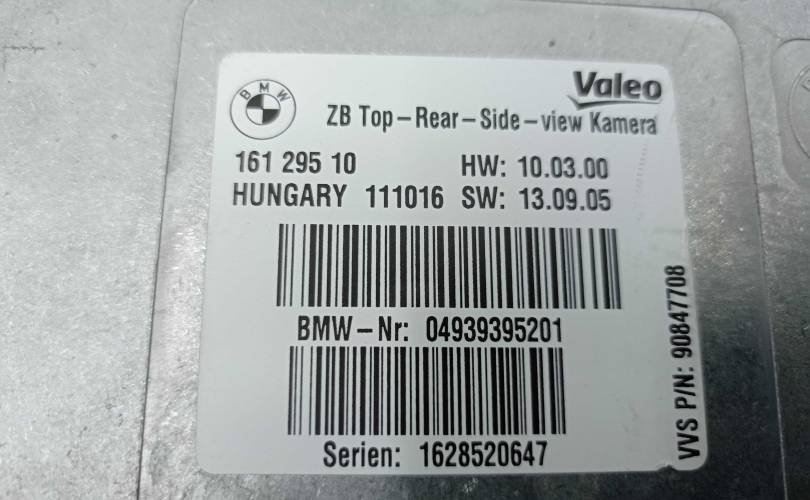 BMW
Valeo
ZB Top-Rear-Side-view Kamera
161 295 10 HW: 10.03.00
HUNGARY 111016 SW: 13.09.05
BMW-Nr: 04939395201
Serien: 1628520647
VVS P/N: 90847708